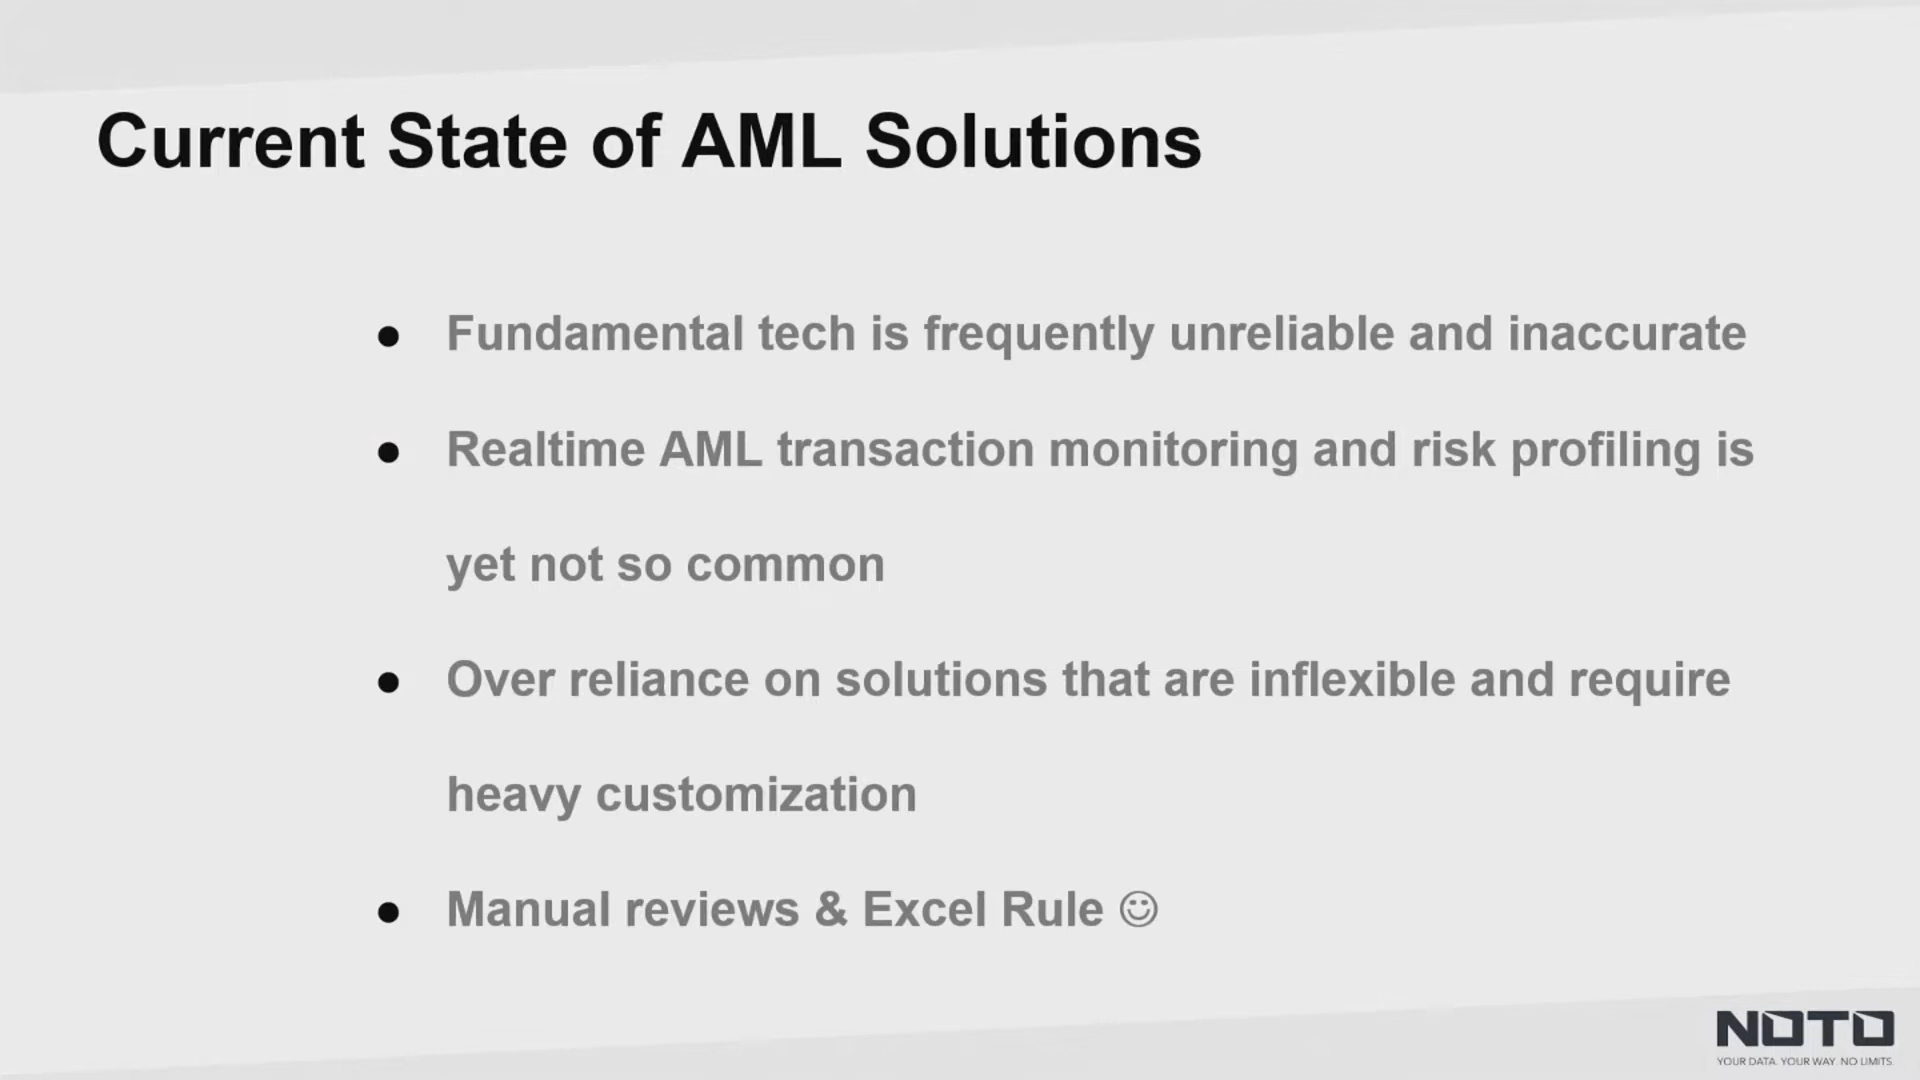 Current State of AML Solutions
● Fundamental tech is frequently unreliable and inaccurate
● Realtime AML transaction monitoring and risk profiling is
yet not so common
● Over reliance on solutions that are inflexible and require
heavy customization
● Manual reviews & Excel Rule ☺
NOTO
YOUR DATA. YOUR WAY. NO LIMITS.